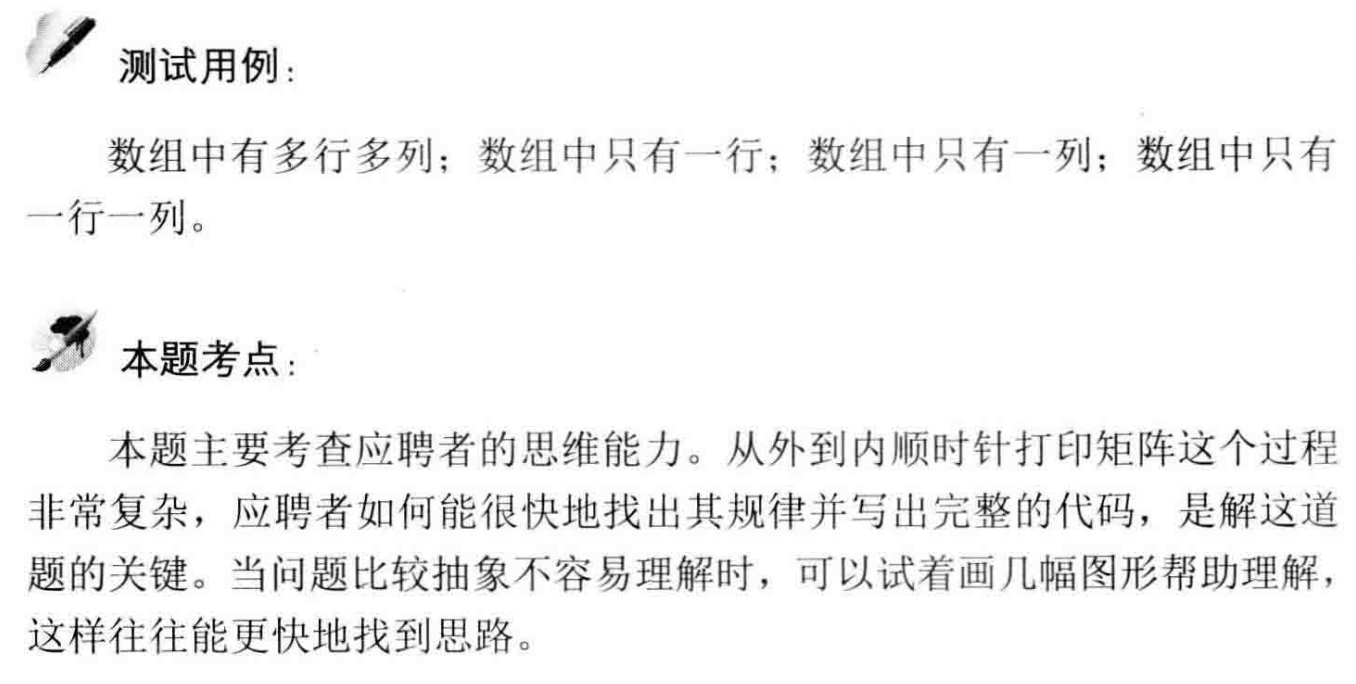 测试用例：
数组中有多行多列；数组中只有一行；数组中只有一列；数组中只有
一行一列。
本题考点：
本题主要考查应聘者的思维能力。从外到内顺时针打印矩阵这个过程
非常复杂，应聘者如何能很快地找出其规律并写出完整的代码，是解这道
题的关键。当问题比较抽象不容易理解时，可以试着画几幅图形帮助理解，
这样往往能更快地找到思路。